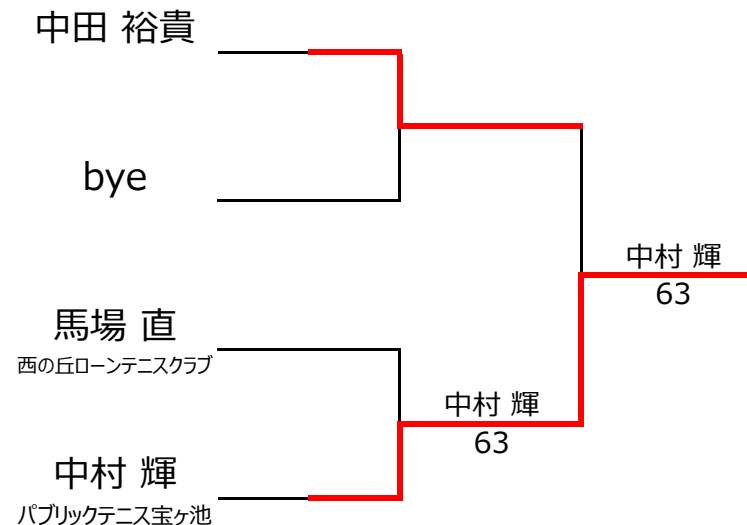 中田 裕貴
bye
馬場 直
西の丘ローンテニスクラブ
中村 輝
パブリックテニス宝ヶ池
中村 輝
63
中村 輝
63